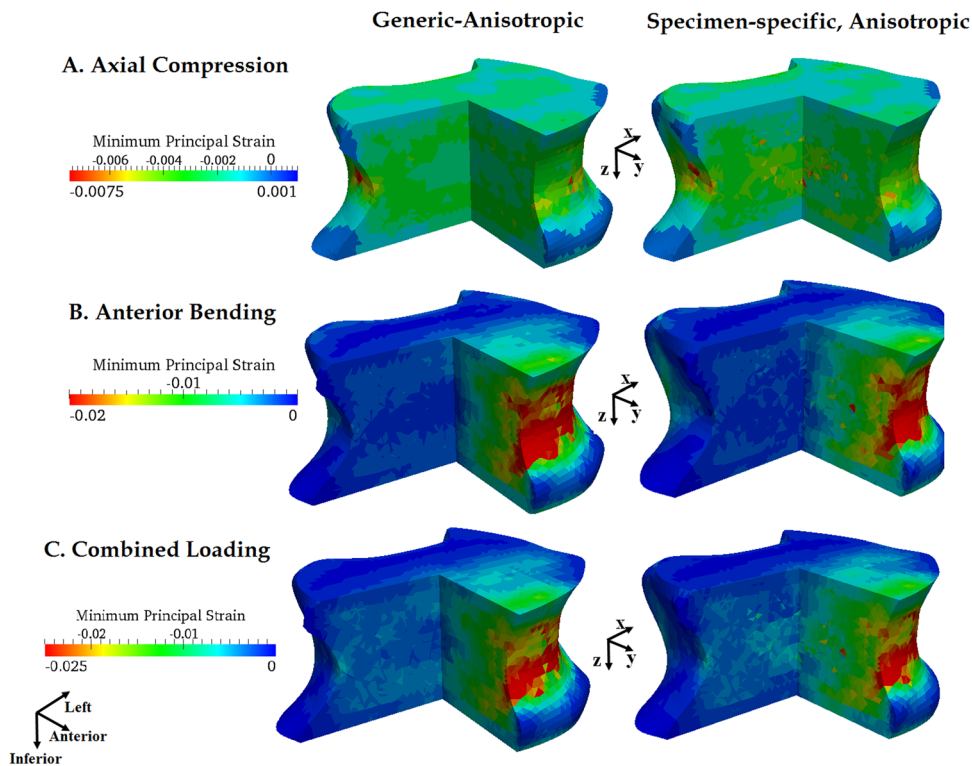 Generic-Anisotropic
Specimen-specific, Anisotropic
A. Axial Compression
Minimum Principal Strain
-0.006 -0.004 -0.002 0
-0.0075 0.001
x
y
z
x
y
z
B. Anterior Bending
Minimum Principal Strain
-0.01
-0.02 0
x
y
z
C. Combined Loading
Minimum Principal Strain
-0.02 -0.01
-0.025 0
x
y
z
Left
Anterior
Inferior